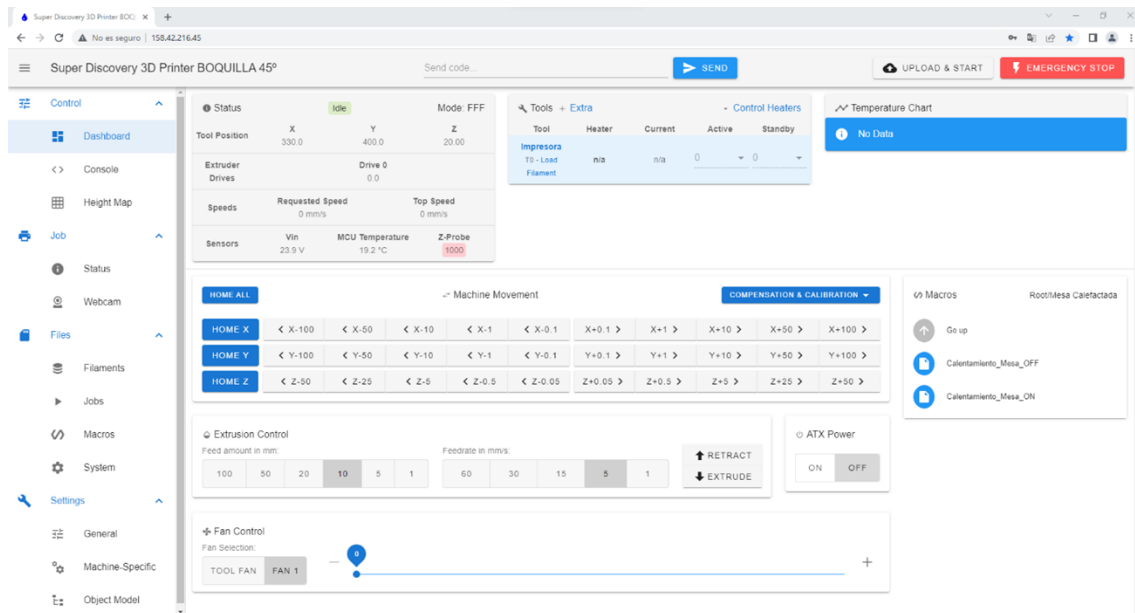 Super Discovery 3D Printer BOQ
No es seguro | 158.42.216.45
Super Discovery 3D Printer BOQUILLA 45º
Send code...
SEND
UPLOAD & START
EMERGENCY STOP
Control
Dashboard
Console
Height Map
Job
Status
Webcam
Files
Filaments
Jobs
Macros
System
Settings
General
Machine-Specific
Object Model
Status Idle Mode: FFF
Tool Position X Y Z
330.0 400.0 20.00
Extruder Drives Drive 0
0.0
Speeds Requested Speed Top Speed
0 mm/s 0 mm/s
Sensors Vin MCU Temperature Z-Probe
23.9 V 19.2 °C 1000
Tools + Extra Control Heaters
Tool Heater Current Active Standby
Impresora
T0 - Load Filament n/a n/a 0 0
Temperature Chart
No Data
HOME ALL Machine Movement COMPENSATION & CALIBRATION
HOME X X-100 X-50 X-10 X-1 X-0.1 X+0.1 X+1 X+10 X+50 X+100
HOME Y Y-100 Y-50 Y-10 Y-1 Y-0.1 Y+0.1 Y+1 Y+10 Y+50 Y+100
HOME Z Z-50 Z-25 Z-5 Z-0.5 Z-0.05 Z+0.05 Z+0.5 Z+5 Z+25 Z+50
Macros Root/Mesa Calefactada
Go up
Calentamiento_Mesa_OFF
Calentamiento_Mesa_ON
Extrusion Control
Feed amount in mm: Feedrate in mm/s:
100 50 20 10 5 1 60 30 15 5 1
RETRACT
EXTRUDE
ATX Power
ON OFF
Fan Control
Fan Selection:
TOOL FAN FAN 1
0